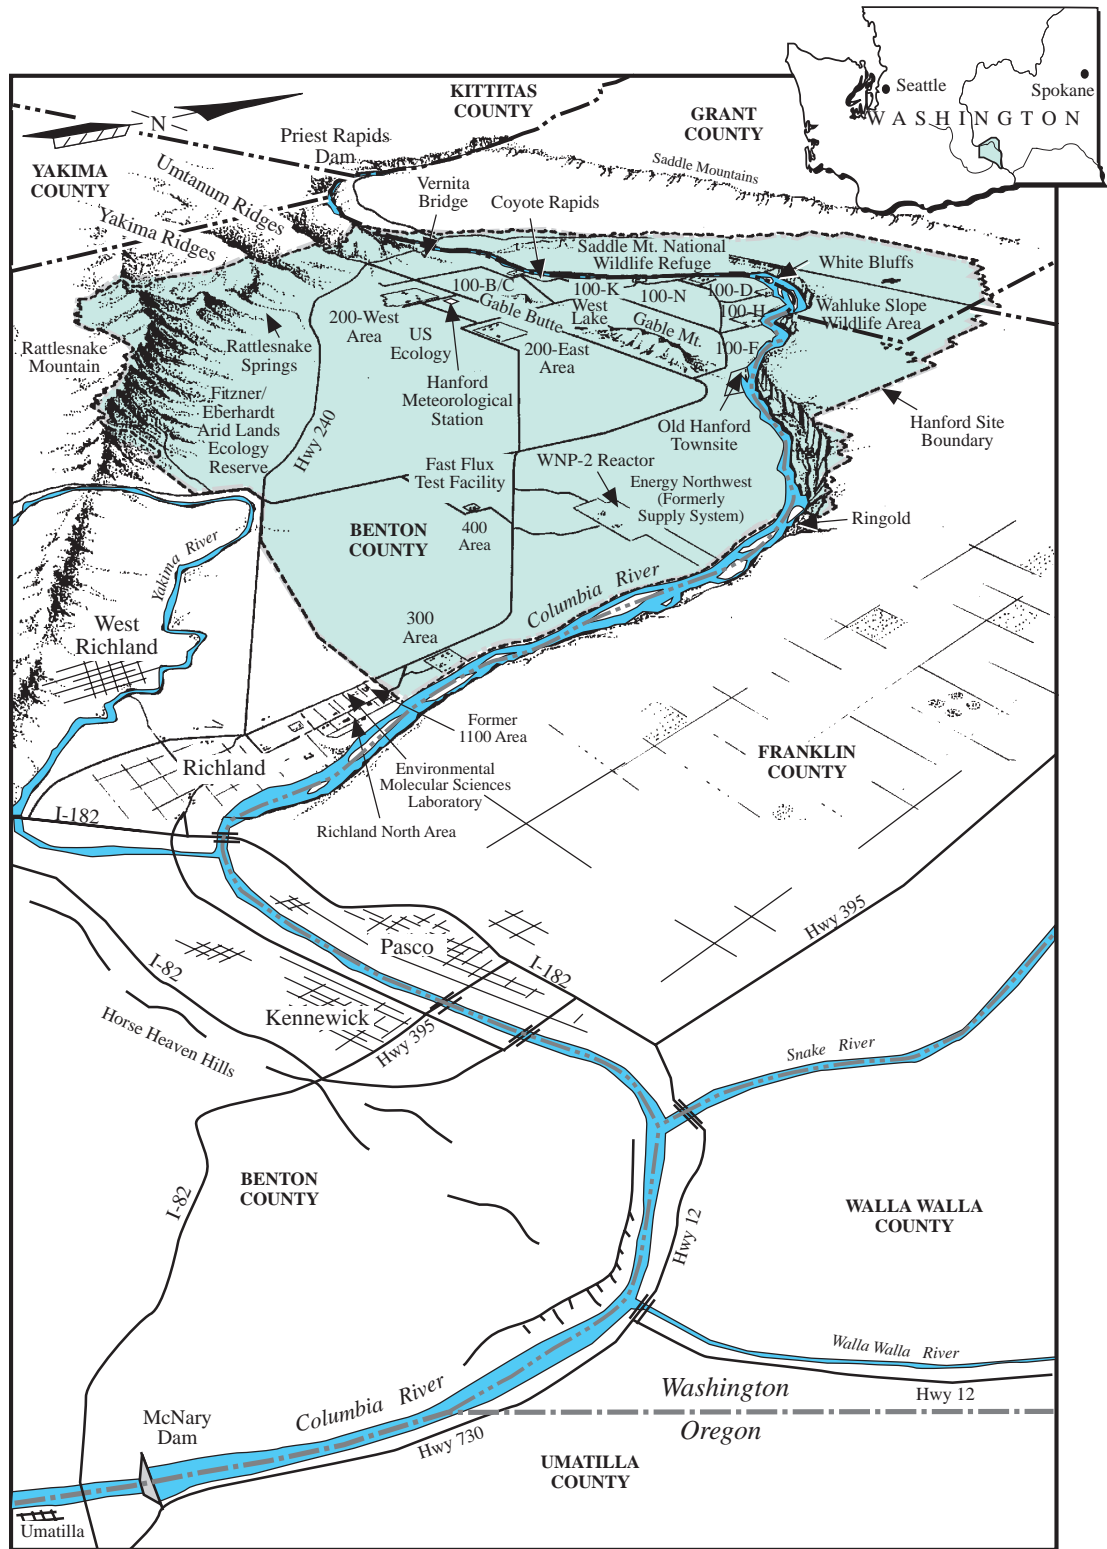 Seattle
Spokane
WASHINGTON
KITTITAS
COUNTY
GRANT
COUNTY
N
Priest Rapids
Dam
YAKIMA
COUNTY
Umtanum Ridges
Saddle Mountains
Vernita
Bridge
Coyote Rapids
Yakima Ridges
Saddle Mt. National
Wildlife Refuge
White Bluffs
100-B/C
100-K
100-N
100-D
100-H
Wahluke Slope
Wildlife Area
Gable Butte
West
Lake
Gable Mt.
200-West
Area
US
Ecology
200-East
Area
100-F
Rattlesnake
Mountain
Rattlesnake
Springs
Hanford
Meteorological
Station
Fitzner/
Eberhardt
Arid Lands
Ecology
Reserve
Hwy 240
Old Hanford
Townsite
Hanford Site
Boundary
Fast Flux
Test Facility
WNP-2 Reactor
Energy Northwest
(Formerly
Supply System)
BENTON
COUNTY
400
Area
Ringold
Yakima River
Columbia River
West
Richland
300
Area
Former
1100 Area
FRANKLIN
COUNTY
Richland
Environmental
Molecular Sciences
Laboratory
Richland North Area
I-182
Hwy 395
Pasco
I-82
I-182
Kennewick
Hwy 395
Horse Heaven Hills
Snake River
BENTON
COUNTY
I-82
Hwy 12
WALLA WALLA
COUNTY
Walla Walla River
Hwy 12
Columbia River
Washington
Oregon
McNary
Dam
Hwy 730
UMATILLA
COUNTY
Umatilla